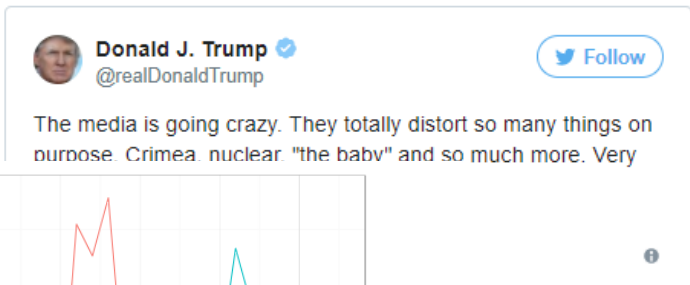 Donald J. Trump
@realDonaldTrump
Follow
The media is going crazy. They totally distort so many things on
purpose. Crimea, nuclear, "the baby" and so much more. Very